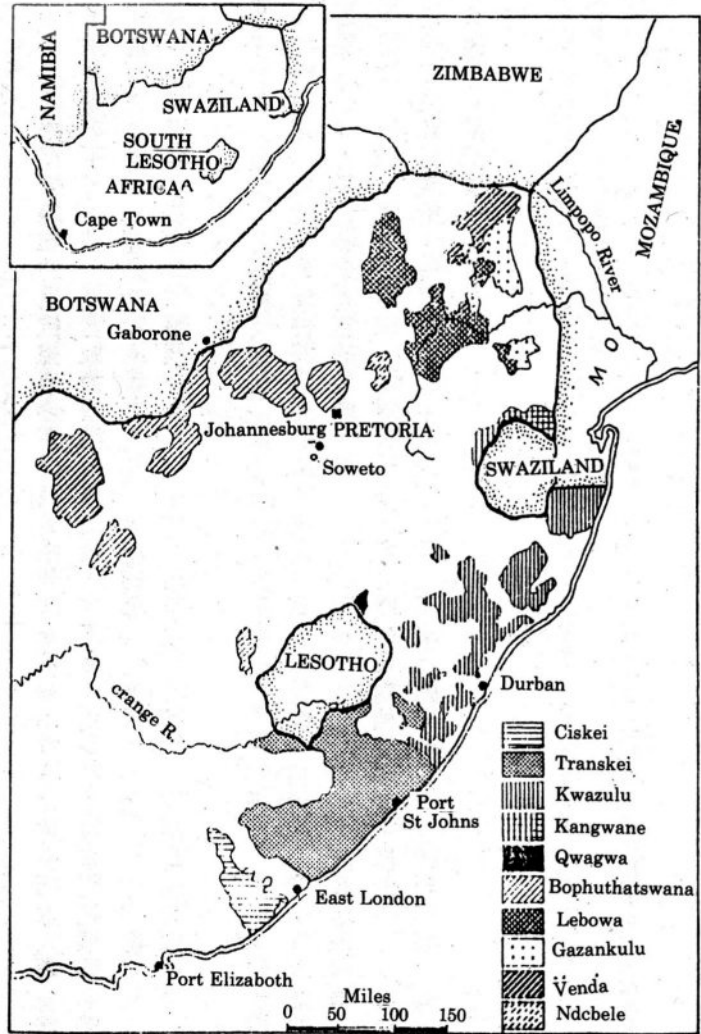 BOTSWANA
NAMIBIA
SWAZILAND
SOUTH
LESOTHO
AFRICA
Cape Town
ZIMBABWE
MOZAMBIQUE
Limpopo River
BOTSWANA
Gaborone
M O
Johannesburg PRETORIA
Soweto
SWAZILAND
LESOTHO
crange R.
Durban
Port
St Johns
East London
Port Elizaboth
Ciskei
Transkei
Kwazulu
Kangwane
Qwagwa
Bophuthatswana
Lebowa
Gazankulu
Venda
Ndcbele
Miles
0 50 100 150